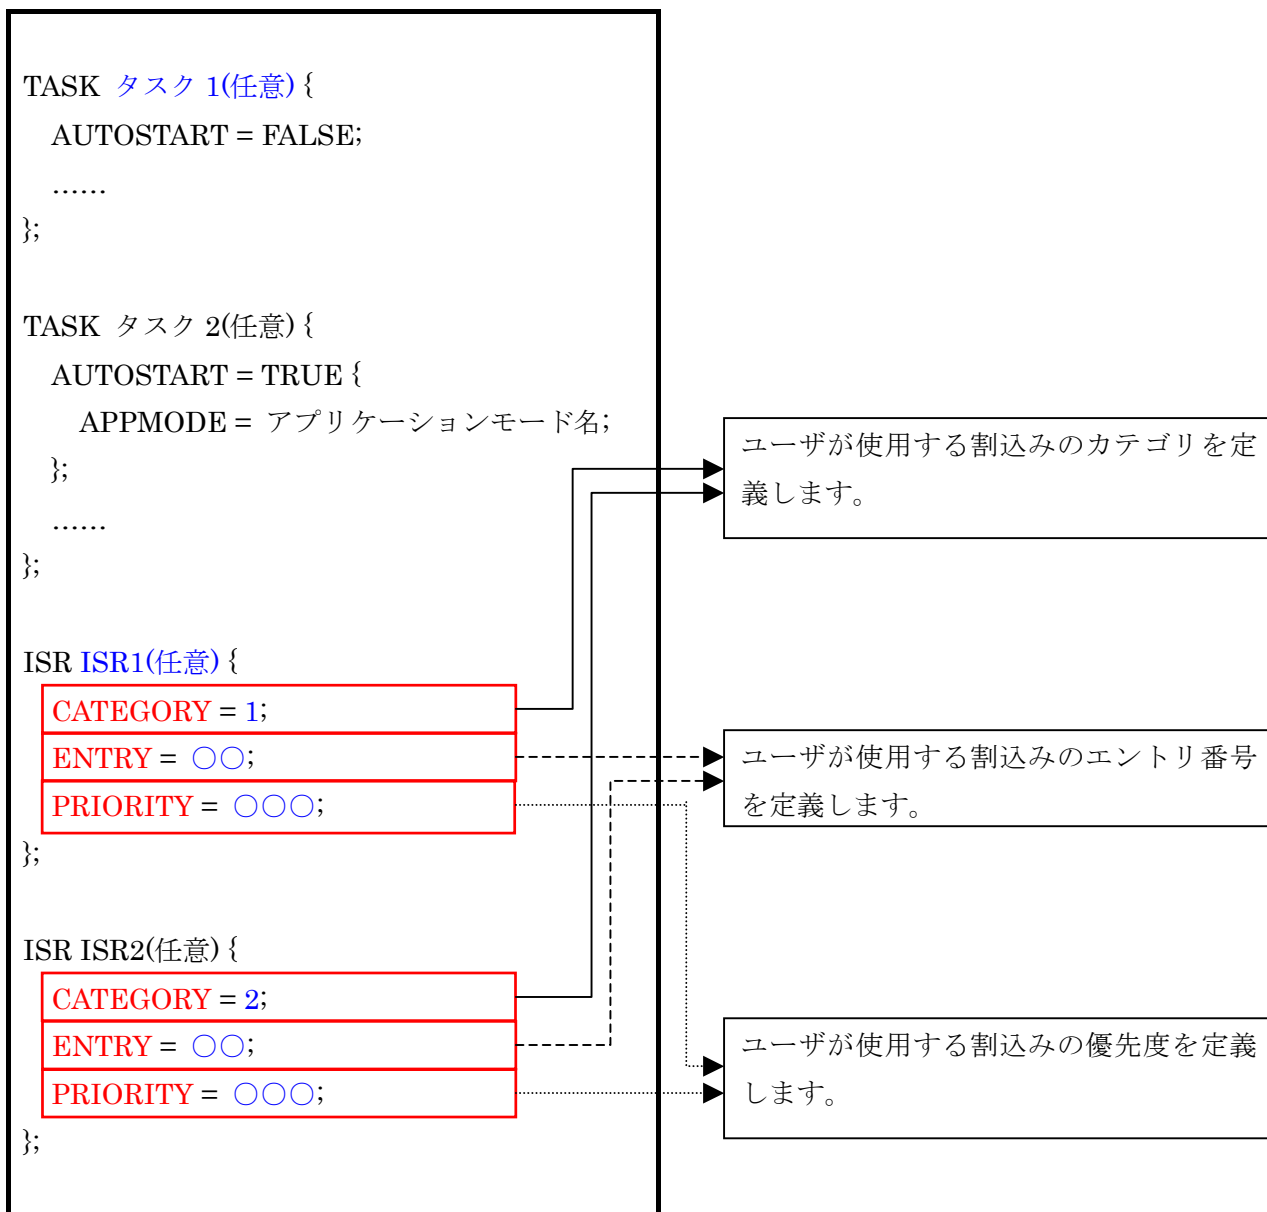 TASK タスク 1(任意) {
AUTOSTART = FALSE;
……
};
TASK タスク 2(任意) {
AUTOSTART = TRUE {
APPMODE = アプリケーションモード名;
};
……
};
ISR ISR1(任意) {
CATEGORY = 1;
ENTRY = ○○;
PRIORITY = ○○○;
};
ISR ISR2(任意) {
CATEGORY = 2;
ENTRY = ○○;
PRIORITY = ○○○;
};
ユーザが使用する割込みのカテゴリを定
義します。
ユーザが使用する割込みのエントリ番号
を定義します。
ユーザが使用する割込みの優先度を定義
します。